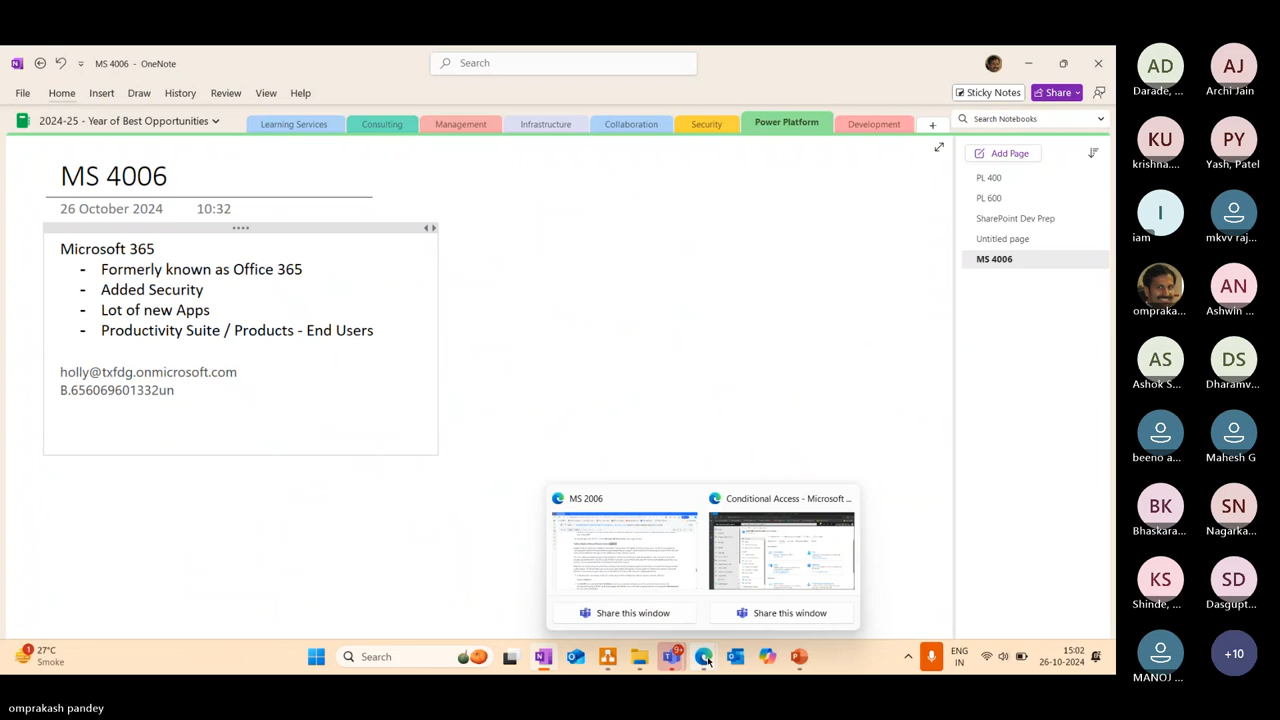 MS 4006 - OneNote
Search
File
Home
Insert
Draw
History
Review
View
Help
Sticky Notes
Share
2024-25 - Year of Best Opportunities
Learning Services
Consulting
Management
Infrastructure
Collaboration
Security
Power Platform
Development
+
Search Notebooks
MS 4006
26 October 2024 10:32
Microsoft 365
- Formerly known as Office 365
- Added Security
- Lot of new Apps
- Productivity Suite / Products - End Users
holly@txfdg.onmicrosoft.com
B.656069601332un
Add Page
PL 400
PL 600
SharePoint Dev Prep
Untitled page
MS 4006
MS 2006
Conditional Access - Microsoft ...
Share this window
Share this window
1
27°C
Smoke
Search
9+
ENG
IN
15:02
26-10-2024
AD
Darade, ...
AJ
Archi Jain
KU
krishna....
PY
Yash, Patel
I
iam
mkvv raj...
ompraka...
AN
Ashwin ...
AS
Ashok S...
DS
Dharamv...
beeno a...
Mahesh G
BK
Bhaskara...
SN
Nagarka...
KS
Shinde, ...
SD
Dasgupt...
MANOJ ...
+10
omprakash pandey